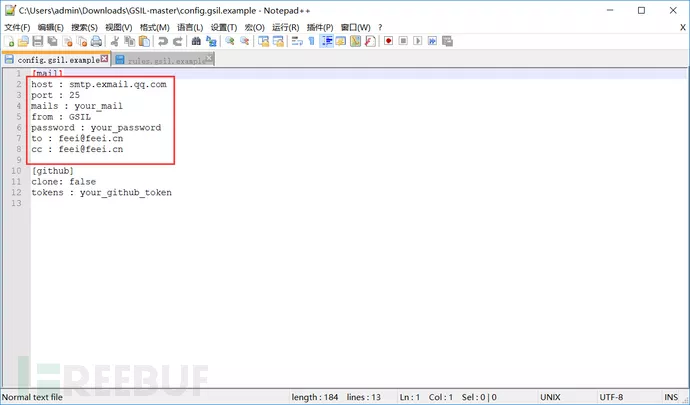 C:\Users\admin\Downloads\GSIL-master\config.gsil.example - Notepad++
文件(F) 编辑(E) 搜索(S) 视图(V) 格式(M) 语言(L) 设置(T) 宏(O) 运行(R) 插件(P) 窗口(W) ?
config.gsil.example rules.gsil.example
1 [mail]
2 host : smtp.exmail.qq.com
3 port : 25
4 mails : your_mail
5 from : GSIL
6 password : your_password
7 to : feei@feei.cn
8 cc : feei@feei.cn
9
10 [github]
11 clone: false
12 tokens : your_github_token
13
FREEBUF
Normal text file length : 184 lines : 13 Ln : 1 Col : 1 Sel : 0 | 0 UNIX UTF-8 INS